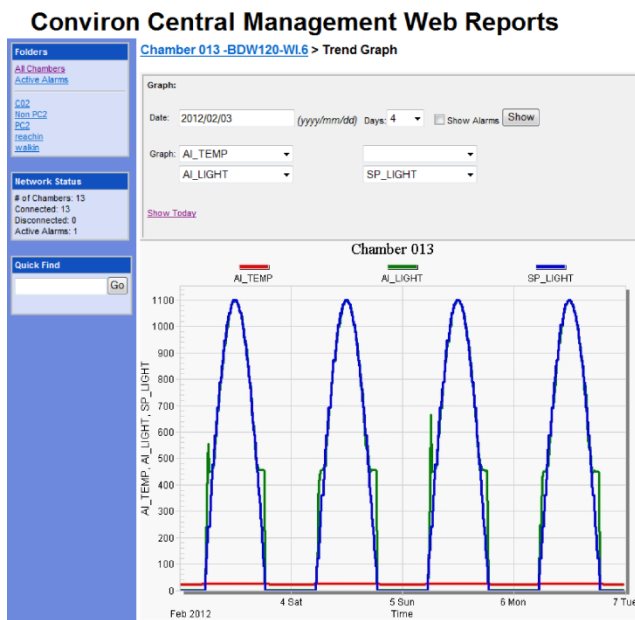 Conviron Central Management Web Reports
Folders
All Chambers
Active Alarms
C02
Non PC2
PC2
reachin
walkin
Network Status
# of Chambers: 13
Connected: 13
Disconnected: 0
Active Alarms: 1
Quick Find
Go
Chamber 013 -BDW120-WI.6 > Trend Graph
Graph:
Date: 2012/02/03 (yyyy/mm/dd) Days: 4 Show Alarms Show
Graph: AI_TEMP
AI_LIGHT SP_LIGHT
Show Today
Chamber 013
AI_TEMP AI_LIGHT SP_LIGHT
AI_TEMP, AI_LIGHT, SP_LIGHT
1100
1000
900
800
700
600
500
400
300
200
100
0
4 Sat 5 Sun 6 Mon 7 Tue
Feb 2012 Time